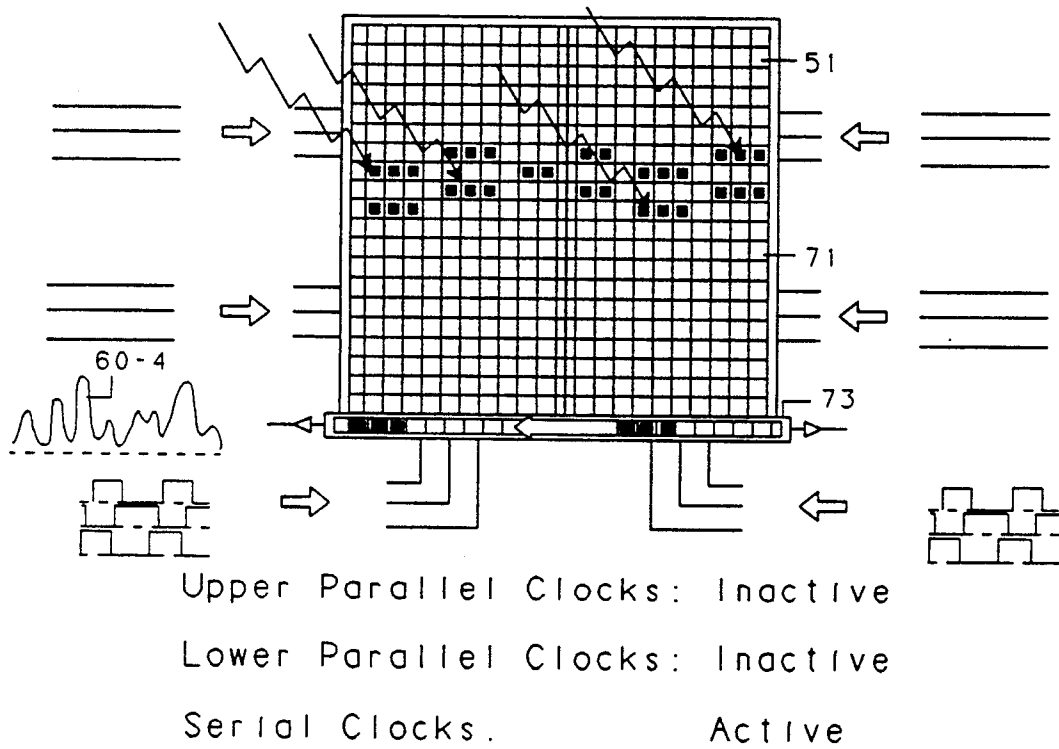 51
71
60-4
73
Upper Parallel Clocks: Inactive
Lower Parallel Clocks: Inactive
Serial Clocks. Active